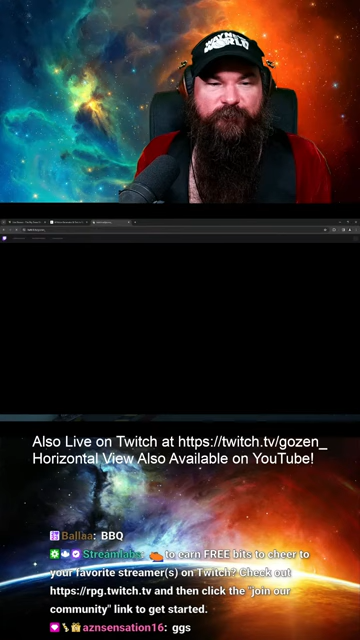 WAYNE'S
WORLD
Also Live on Twitch at https://twitch.tv/gozen_
Horizontal View Also Available on YouTube!
Ballaa: BBQ
Streamlabs: to earn FREE bits to cheer to
your favorite streamer(s) on Twitch? Check out
https://rpg.twitch.tv and then click the "join our
community" link to get started.
aznsensation16: ggs